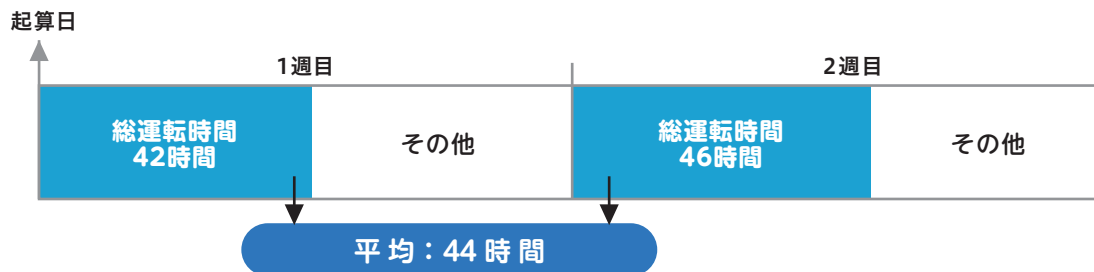 起算日
1週目
2週目
総運転時間
42時間
その他
総運転時間
46時間
その他
平均：44時間